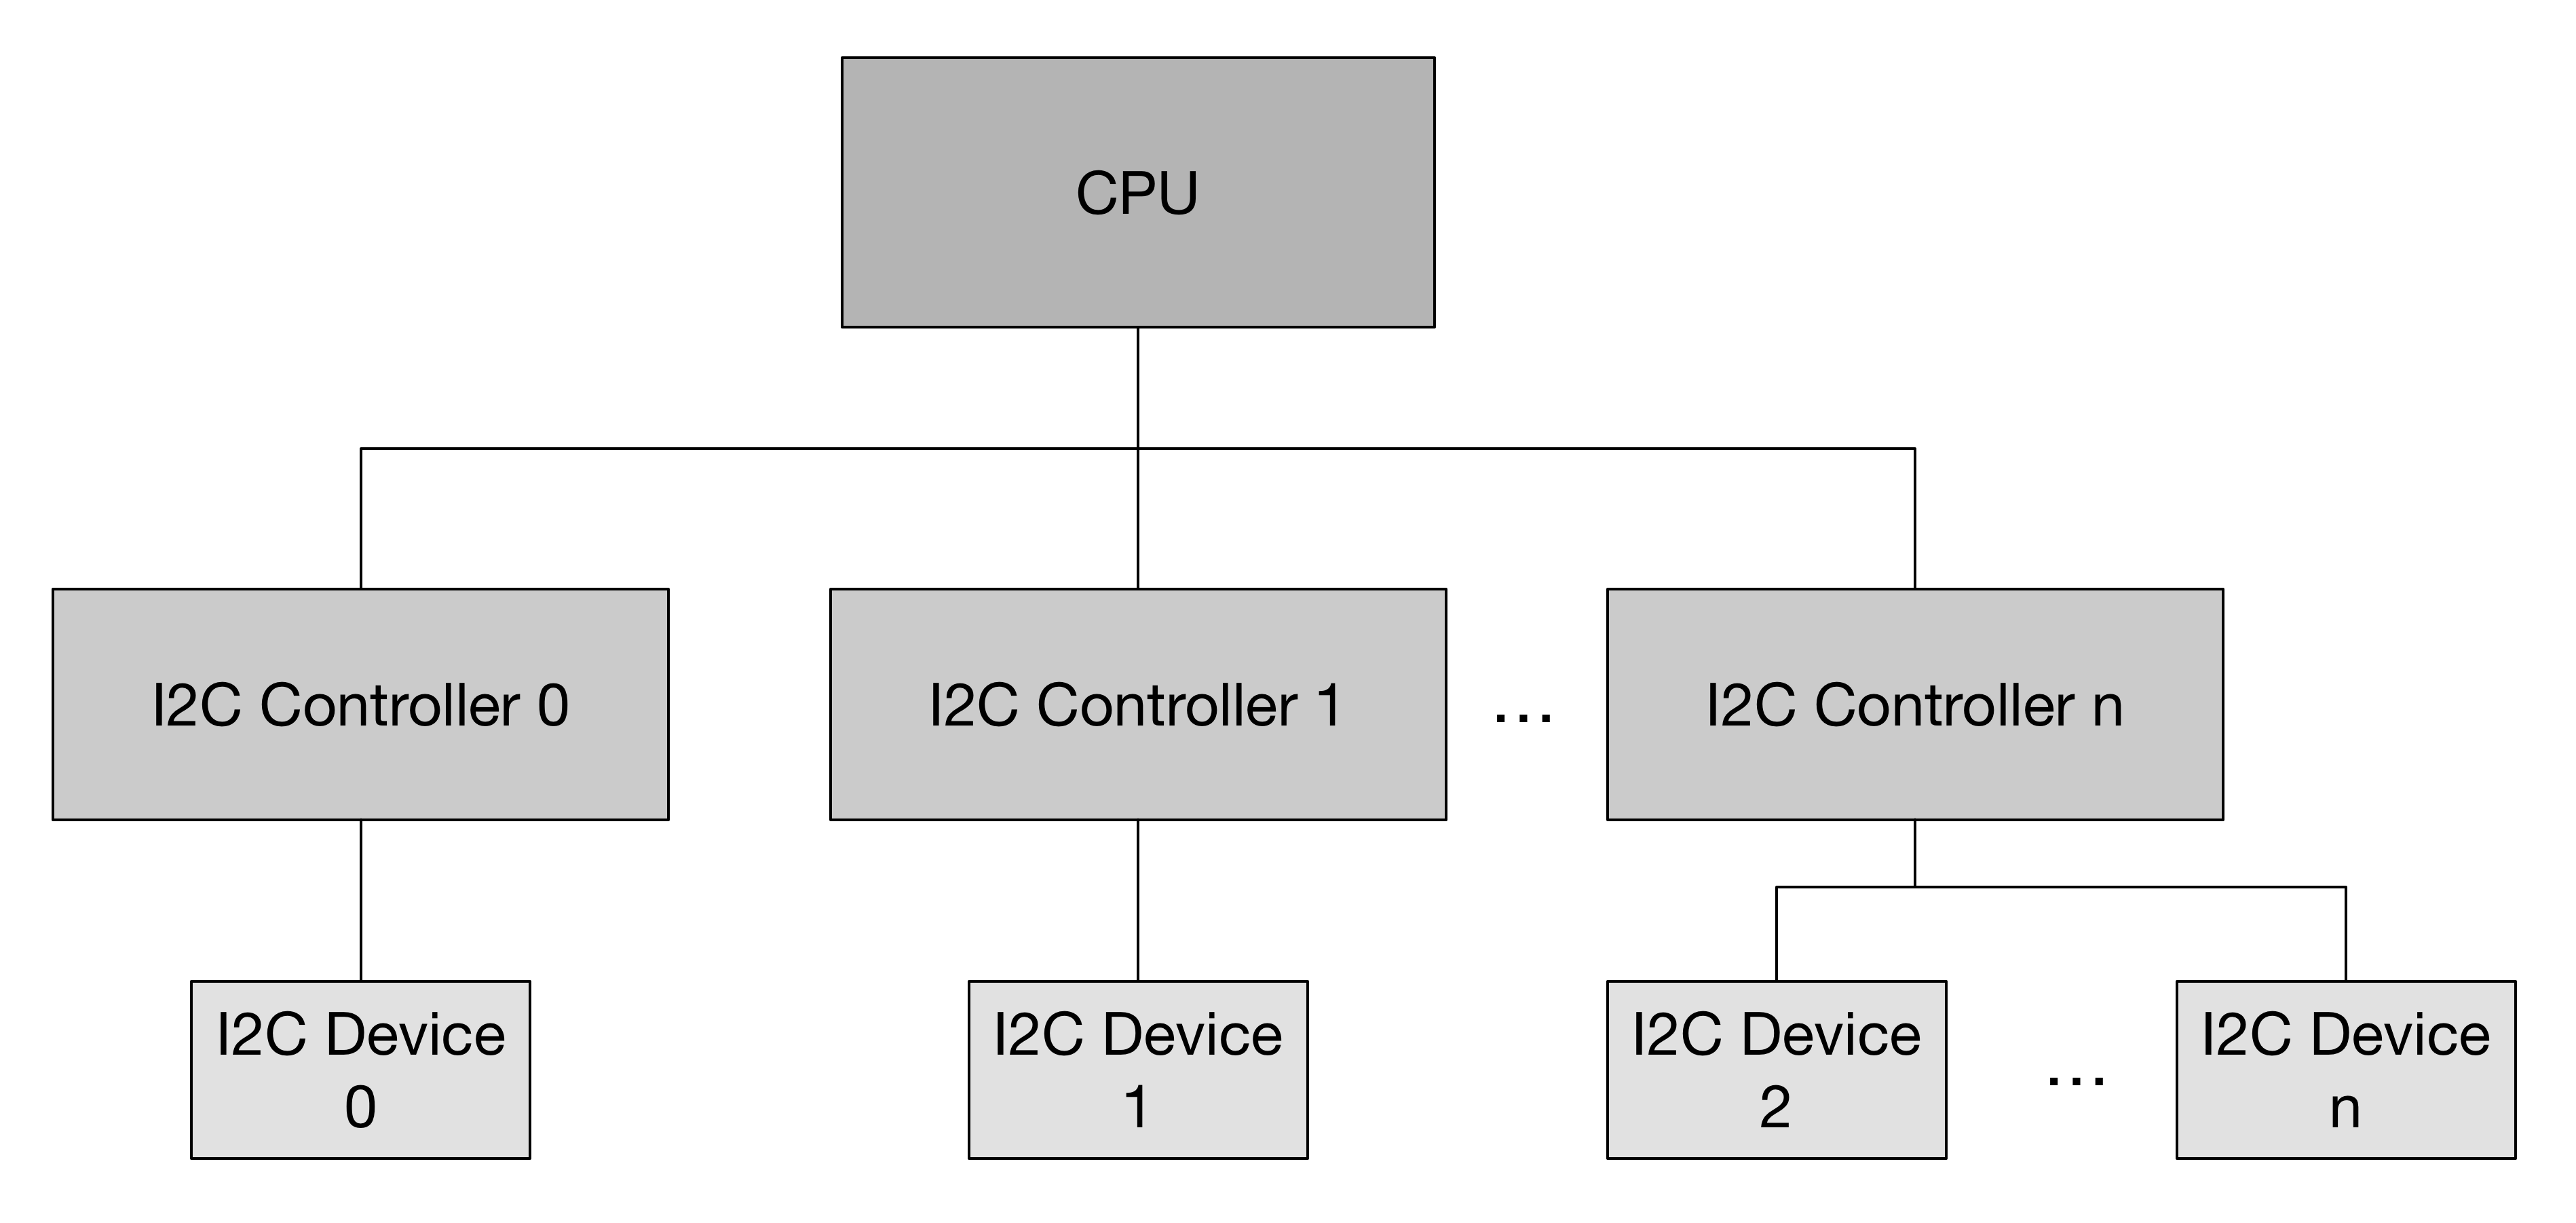 CPU
I2C Controller 0
I2C Controller 1
...
I2C Controller n
I2C Device
0
I2C Device
1
I2C Device
2
...
I2C Device
n